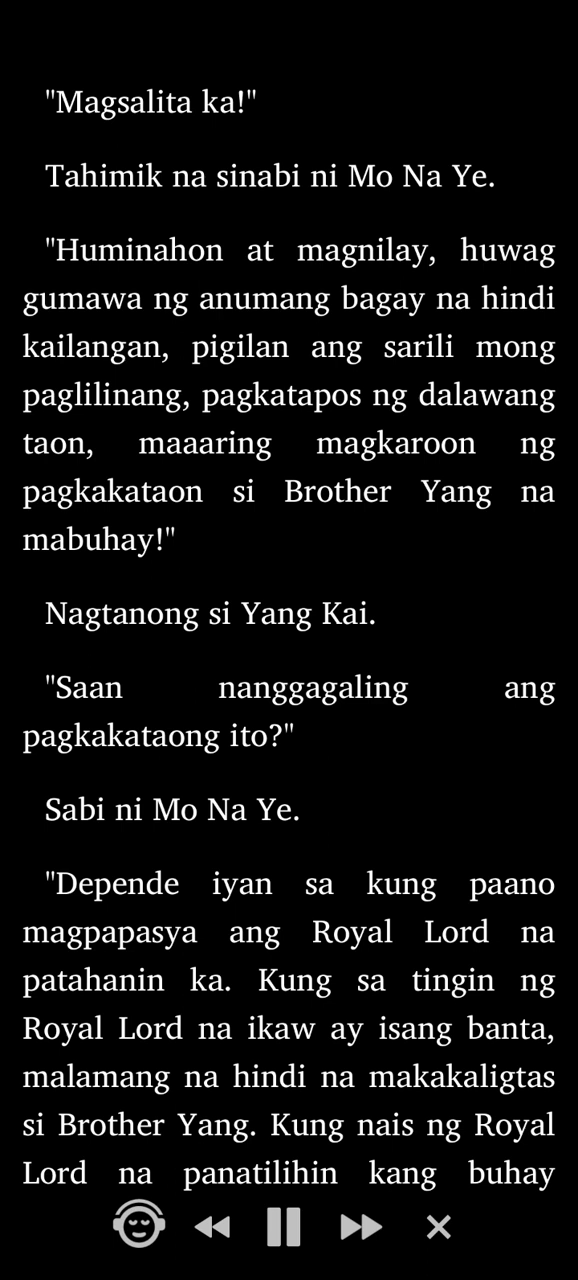 "Magsalita ka!"
Tahimik na sinabi ni Mo Na Ye.
"Huminahon at magnilay, huwag
gumawa ng anumang bagay na hindi
kailangan, pigilan ang sarili mong
paglilinang, pagkatapos ng dalawang
taon, maaaring magkaroon ng
pagkakataon si Brother Yang na
mabuhay!"
Nagtanong si Yang Kai.
"Saan nanggagaling ang
pagkakataong ito?"
Sabi ni Mo Na Ye.
"Depende iyan sa kung paano
magpapasya ang Royal Lord na
patahanin ka. Kung sa tingin ng
Royal Lord na ikaw ay isang banta,
malamang na hindi na makakaligtas
si Brother Yang. Kung nais ng Royal
Lord na panatilihin kang buhay